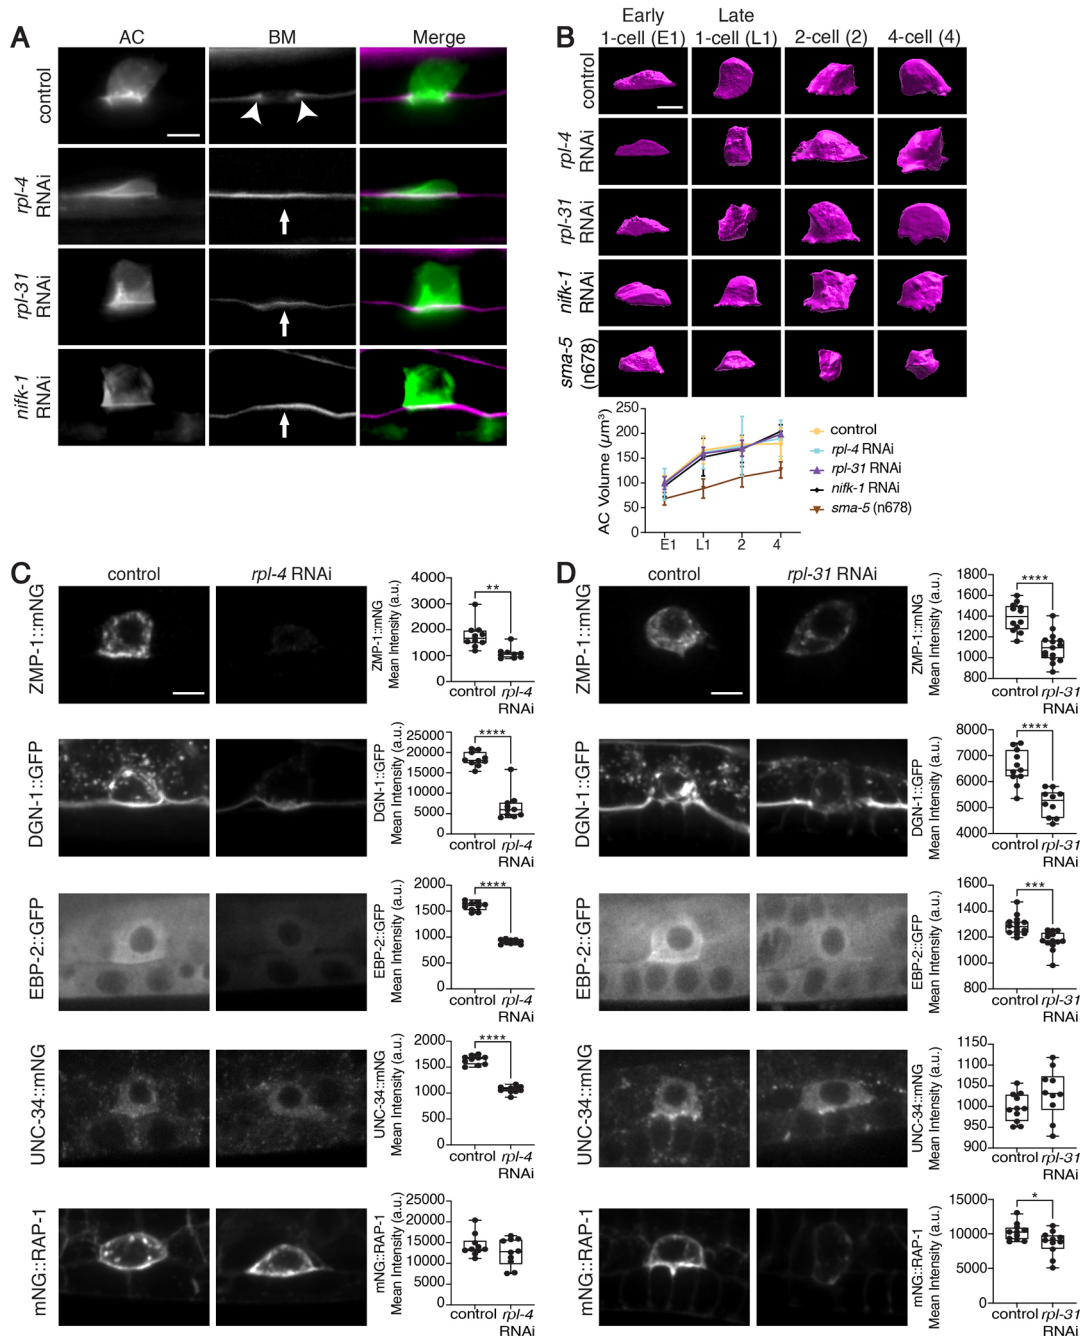 A
AC
BM
Merge
control
rpl-4
RNAi
rpl-31
RNAi
nifk-1
RNAi
B
Early
1-cell (E1)
Late
1-cell (L1)
2-cell (2)
4-cell (4)
control
rpl-4
RNAi
rpl-31
RNAi
nifk-1
RNAi
sma-5
(n678)
AC Volume (µm³)
250
200
150
100
50
0
E1
L1
2
4
control
rpl-4 RNAi
rpl-31 RNAi
nifk-1 RNAi
sma-5 (n678)
C
control
rpl-4 RNAi
ZMP-1::mNG
ZMP-1::mNG
Mean Intensity (a.u.)
4000
3000
2000
1000
0
**
control
rpl-4
RNAi
DGN-1::GFP
DGN-1::GFP
Mean Intensity (a.u.)
25000
20000
15000
10000
5000
0
****
control
rpl-4
RNAi
EBP-2::GFP
EBP-2::GFP
Mean Intensity (a.u.)
2000
1500
1000
500
0
****
control
rpl-4
RNAi
UNC-34::mNG
UNC-34::mNG
Mean Intensity (a.u.)
2000
1500
1000
500
0
****
control
rpl-4
RNAi
mNG::RAP-1
mNG::RAP-1
Mean Intensity (a.u.)
25000
20000
15000
10000
5000
0
control
rpl-4
RNAi
D
control
rpl-31 RNAi
ZMP-1::mNG
ZMP-1::mNG
Mean Intensity (a.u.)
1800
1600
1400
1200
1000
800
****
control
rpl-31
RNAi
DGN-1::GFP
DGN-1::GFP
Mean Intensity (a.u.)
8000
7000
6000
5000
4000
****
control
rpl-31
RNAi
EBP-2::GFP
EBP-2::GFP
Mean Intensity (a.u.)
1600
1400
1200
1000
800
***
control
rpl-31
RNAi
UNC-34::mNG
UNC-34::mNG
Mean Intensity (a.u.)
1150
1100
1050
1000
950
900
control
rpl-31
RNAi
mNG::RAP-1
mNG::RAP-1
Mean Intensity (a.u.)
15000
10000
5000
0
*
control
rpl-31
RNAi